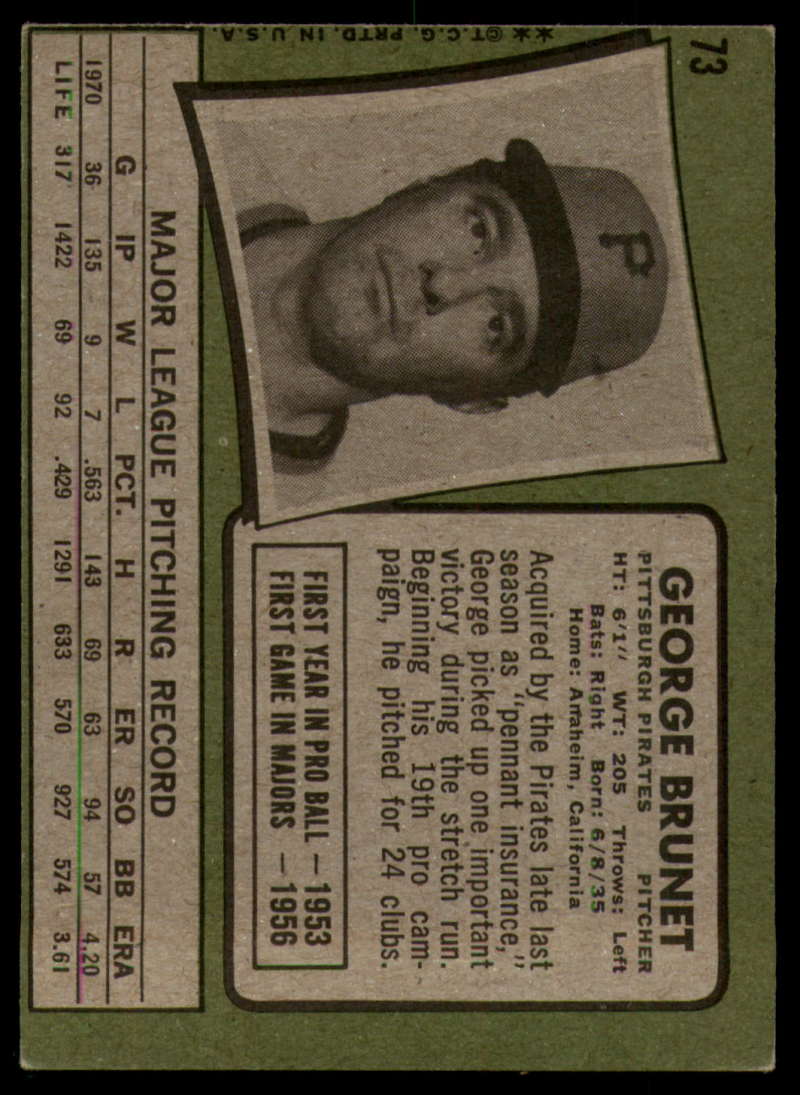 73
**©T.C.G. PRTD. IN U.S.A.
P
GEORGE BRUNET
PITTSBURGH PIRATES PITCHER
HT: 6'1" WT: 205 Throws: Left
Bats: Right Born: 6/8/35
Home: Anaheim, California
Acquired by the Pirates late last
season as "pennant insurance,"
George picked up one important
victory during the stretch run.
Beginning his 19th pro cam-
paign, he pitched for 24 clubs.
FIRST YEAR IN PRO BALL — 1953
FIRST GAME IN MAJORS — 1956
MAJOR LEAGUE PITCHING RECORD
G IP W L PCT. H R ER SO BB ERA
1970 36 135 9 7 .563 143 69 63 94 57 4.20
LIFE 317 1422 69 92 .429 1291 633 570 927 574 3.61